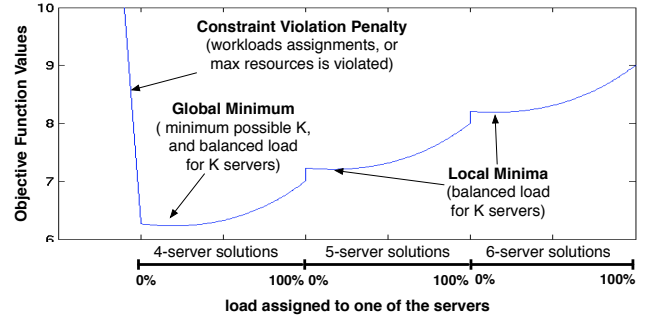 Objective Function Values
10
9
8
7
6
Constraint Violation Penalty
(workloads assignments, or
max resources is violated)
Global Minimum
( minimum possible K,
and balanced load
for K servers)
Local Minima
(balanced load
for K servers)
4-server solutions
5-server solutions
6-server solutions
0%
100%
0%
100%
0%
100%
load assigned to one of the servers